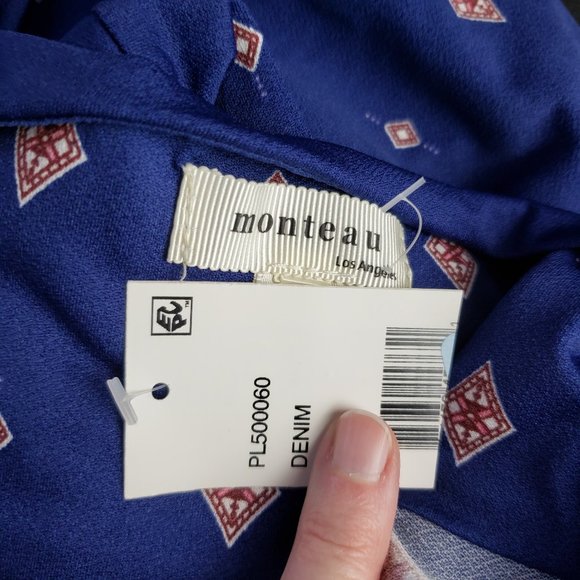 monteau
Los Angeles
PL500060
DENIM